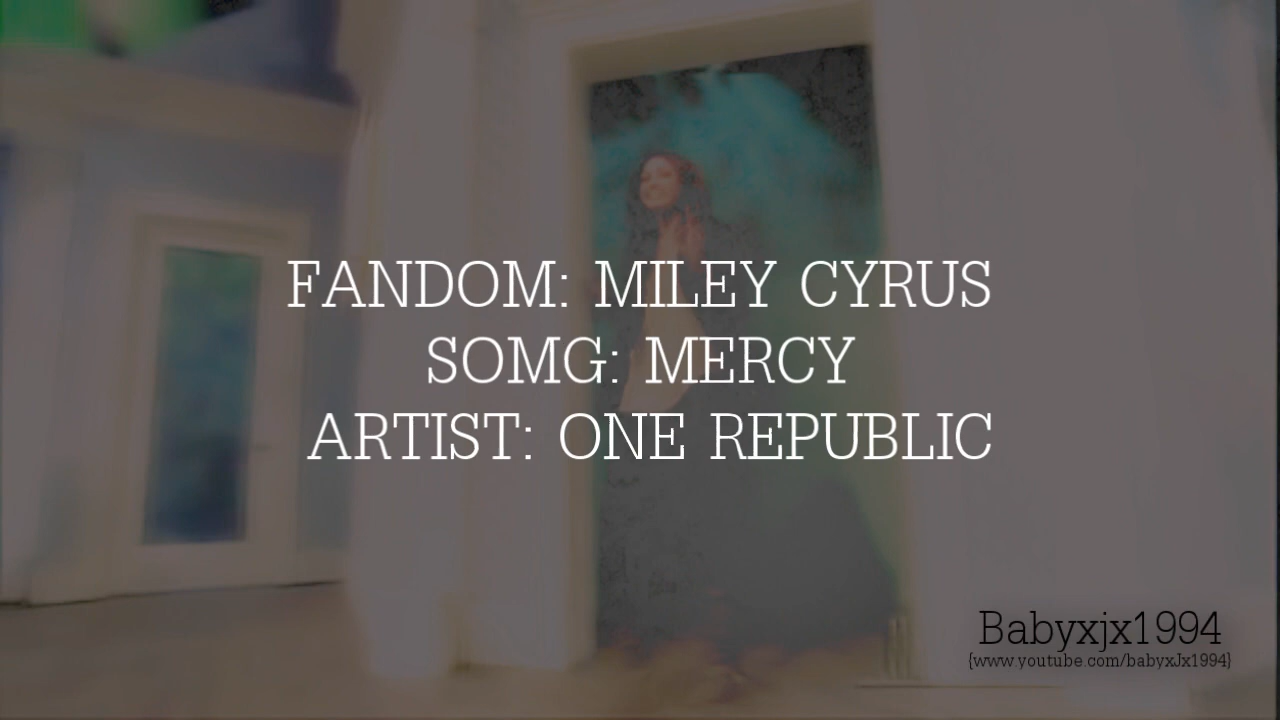 FANDOM: MILEY CYRUS
SOMG: MERCY
ARTIST: ONE REPUBLIC
Babyxjx1994
{www.youtube.com/babyxJx1994}